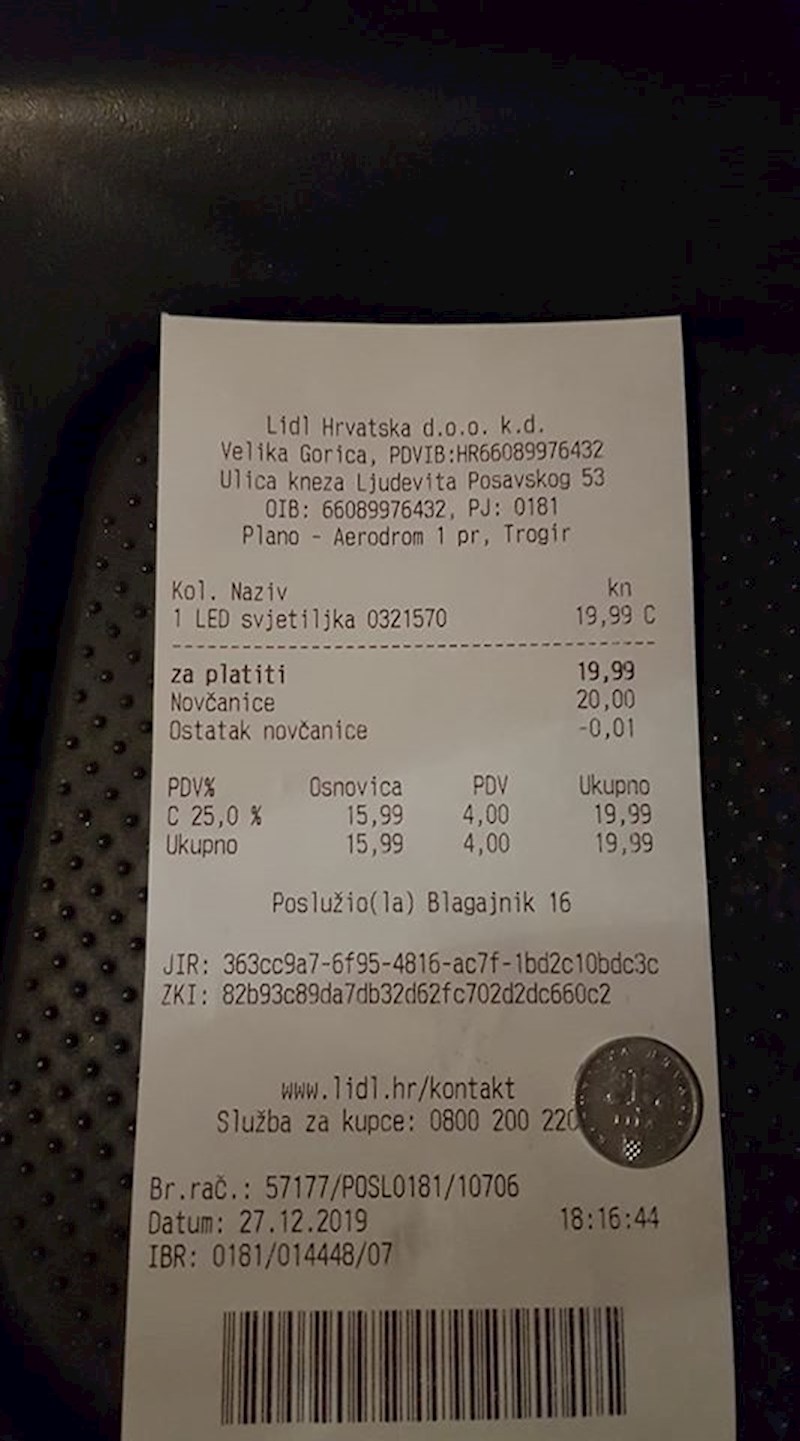 Lidl Hrvatska d.o.o. k.d.
Velika Gorica, PDVIB:HR66089976432
Ulica kneza Ljudevita Posavskog 53
OIB: 66089976432, PJ: 0181
Plano - Aerodrom 1 pr, Trogir
Kol. Naziv kn
1 LED svjetiljka 0321570 19,99 C
za platiti 19,99
Novčanice 20,00
Ostatak novčanice -0,01
PDV% Osnovica PDV Ukupno
C 25,0 % 15,99 4,00 19,99
Ukupno 15,99 4,00 19,99
Poslužio(la) Blagajnik 16
JIR: 363cc9a7-6f95-4816-ac7f-1bd2c10bdc3c
ZKI: 82b93c89da7db32d62fc702d2dc660c2
www.lidl.hr/kontakt
Služba za kupce: 0800 200 220
Br.rač.: 57177/POSL0181/10706
Datum: 27.12.2019 18:16:44
IBR: 0181/014448/07